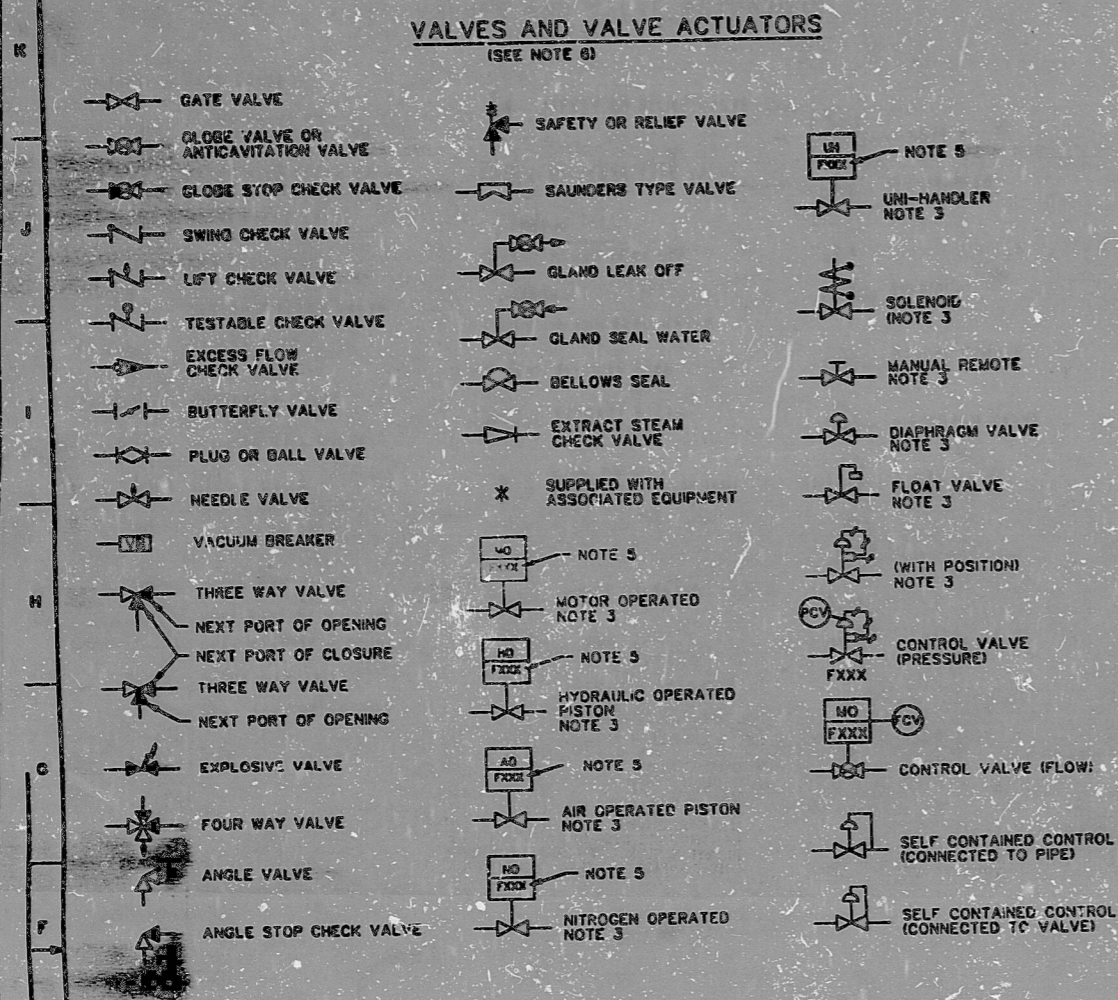 VALVES AND VALVE ACTUATORS
(SEE NOTE 6)
K
J
I
H
G
F
GATE VALVE
GLOBE VALVE OR
ANTICAVITATION VALVE
GLOBE STOP CHECK VALVE
SWING CHECK VALVE
LIFT CHECK VALVE
TESTABLE CHECK VALVE
EXCESS FLOW
CHECK VALVE
BUTTERFLY VALVE
PLUG OR BALL VALVE
NEEDLE VALVE
VB
VACUUM BREAKER
THREE WAY VALVE
NEXT PORT OF OPENING
NEXT PORT OF CLOSURE
THREE WAY VALVE
NEXT PORT OF OPENING
EXPLOSIVE VALVE
FOUR WAY VALVE
ANGLE VALVE
ANGLE STOP CHECK VALVE
*
SAFETY OR RELIEF VALVE
SAUNDERS TYPE VALVE
GLAND LEAK OFF
GLAND SEAL WATER
BELLOWS SEAL
EXTRACT STEAM
CHECK VALVE
*
SUPPLIED WITH
ASSOCIATED EQUIPMENT
MO
FXXX
NOTE 5
MOTOR OPERATED
NOTE 3
HO
FXXX
NOTE 5
HYDRAULIC OPERATED
PISTON
NOTE 3
AO
FXXX
NOTE 5
AIR OPERATED PISTON
NOTE 3
NO
FXXX
NOTE 5
NITROGEN OPERATED
NOTE 3
UH
FXXX
NOTE 5
UNI-HANDLER
NOTE 3
SOLENOID
(NOTE 3
MANUAL REMOTE
NOTE 3
DIAPHRAGM VALVE
NOTE 3
FLOAT VALVE
NOTE 3
(WITH POSITION)
NOTE 3
PCV
CONTROL VALVE
(PRESSURE)
FXXX
MO
FXXX
FCV
CONTROL VALVE (FLOW)
SELF CONTAINED CONTROL
(CONNECTED TO PIPE)
SELF CONTAINED CONTROL
(CONNECTED TO VALVE)